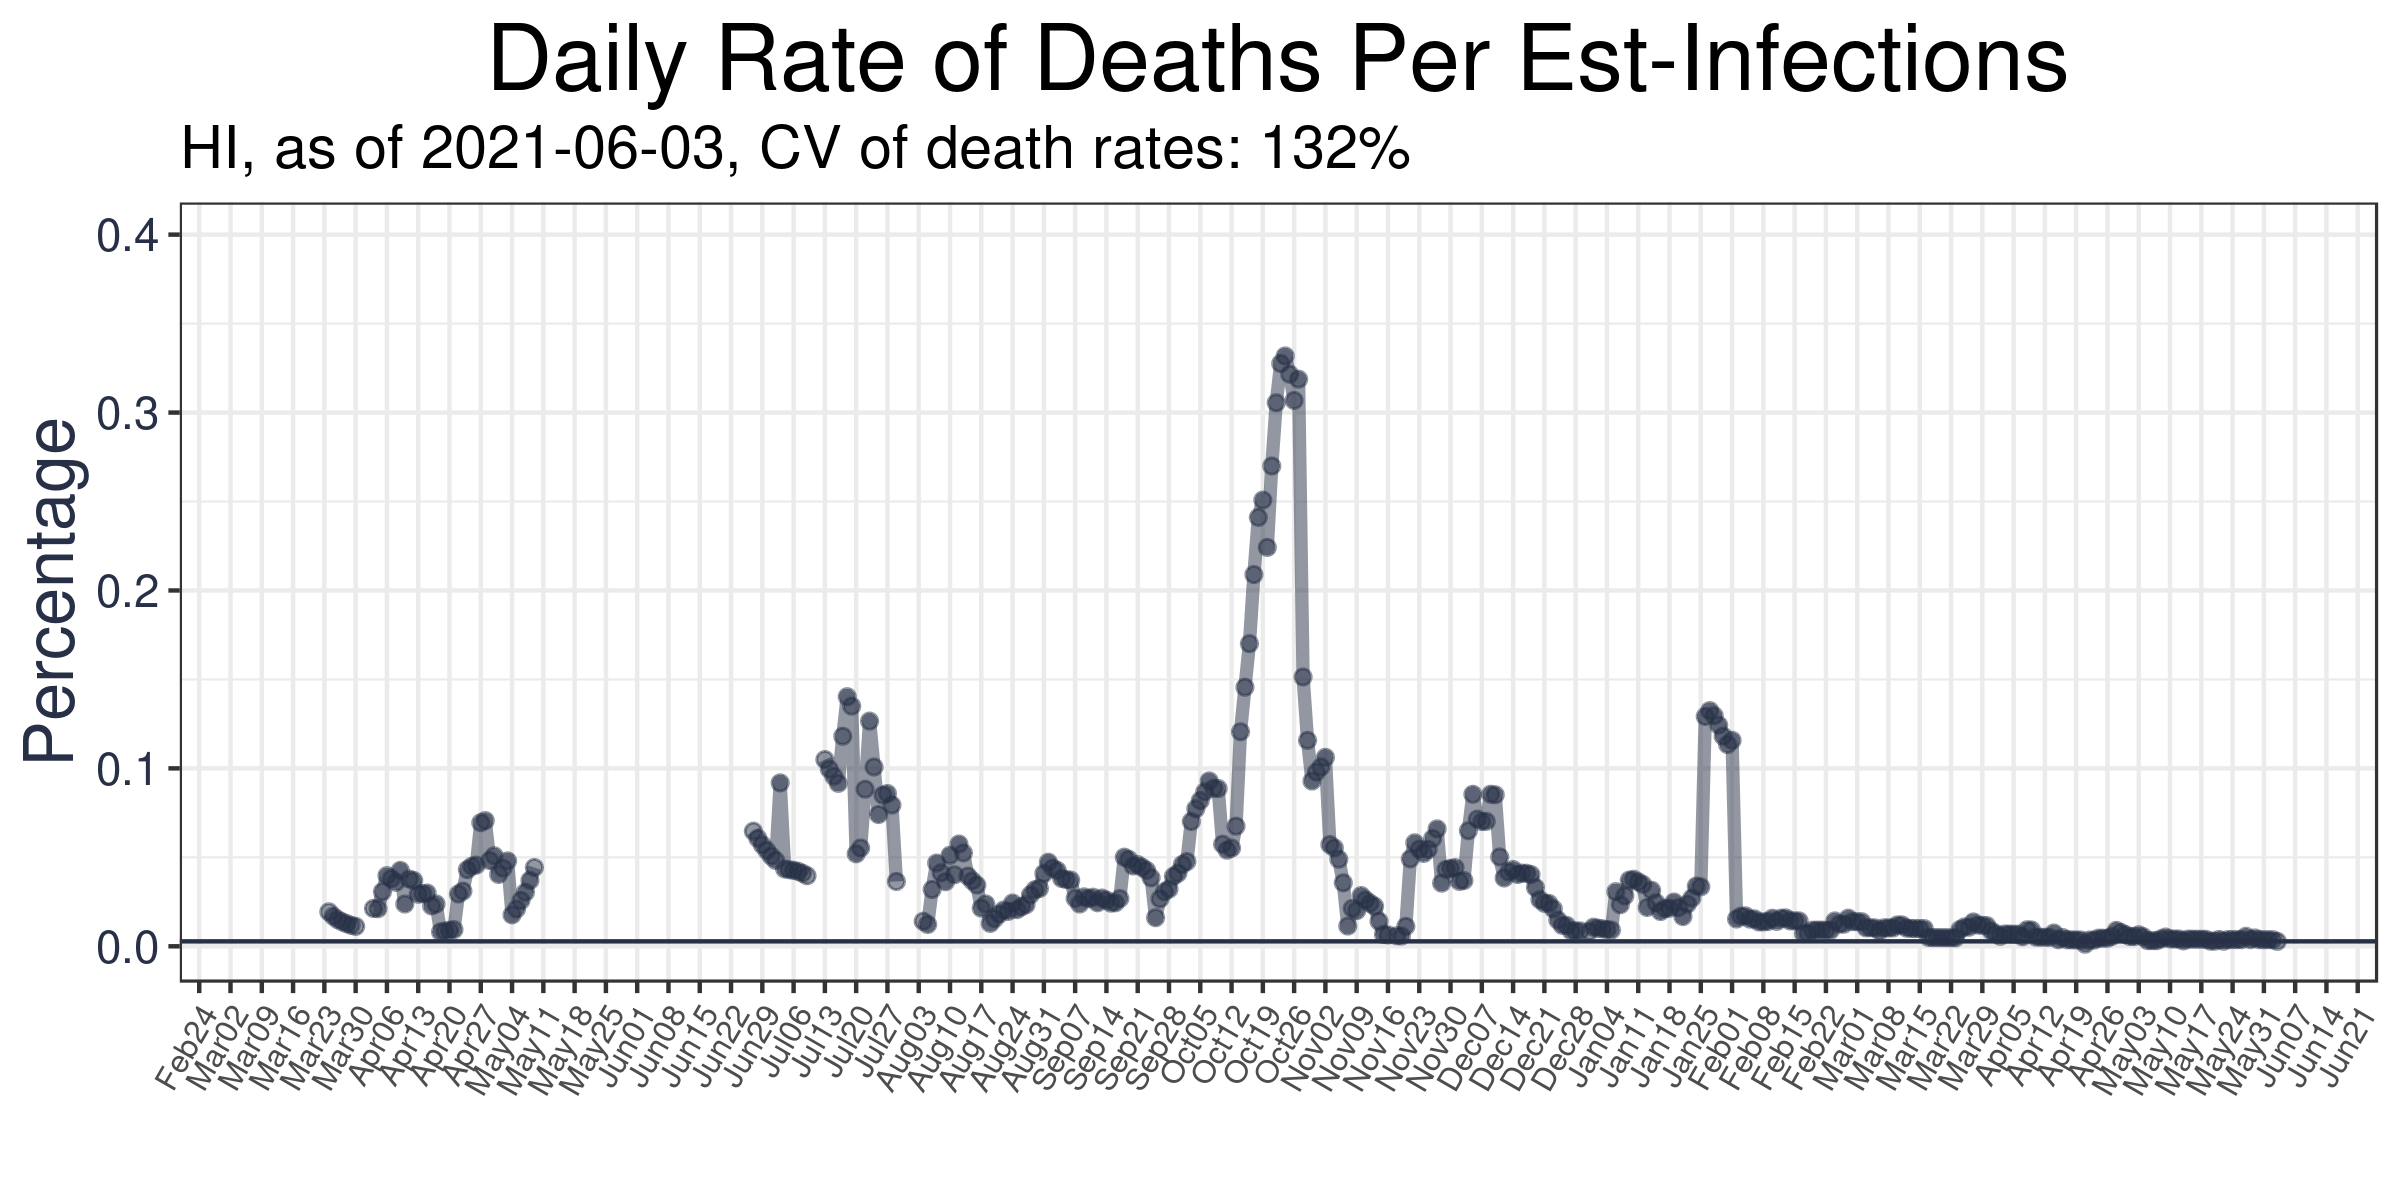 Daily Rate of Deaths Per Est-Infections
HI, as of 2021-06-03, CV of death rates: 132%
Percentage
0.4
0.3
0.2
0.1
0.0
Feb24
Mar02
Mar09
Mar16
Mar23
Mar30
Apr06
Apr13
Apr20
Apr27
May04
May11
May18
May25
Jun01
Jun08
Jun15
Jun22
Jun29
Jul06
Jul13
Jul20
Jul27
Aug03
Aug10
Aug17
Aug24
Aug31
Sep07
Sep14
Sep21
Sep28
Oct05
Oct12
Oct19
Oct26
Nov02
Nov09
Nov16
Nov23
Nov30
Dec07
Dec14
Dec21
Dec28
Jan04
Jan11
Jan18
Jan25
Feb01
Feb08
Feb15
Feb22
Mar01
Mar08
Mar15
Mar22
Mar29
Apr05
Apr12
Apr19
Apr26
May03
May10
May17
May24
May31
Jun07
Jun14
Jun21